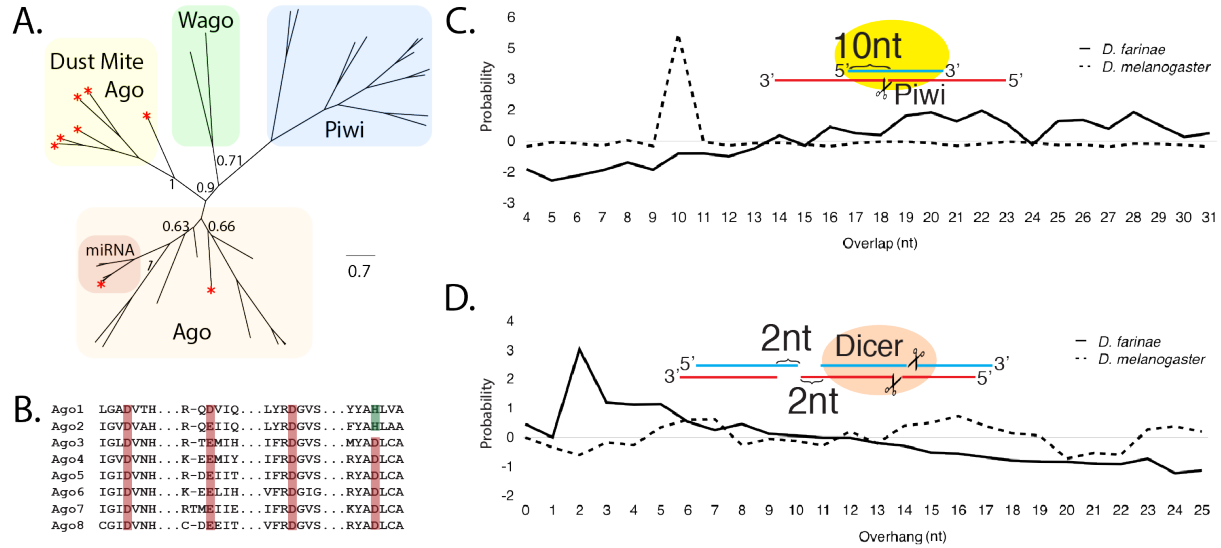 A.
Wago
Dust Mite
Ago
Piwi
0.71
0.9
1
0.63
0.66
miRNA
1
Ago
0.7
B.
Ago1 LGADVTH...R-QDVIQ...LYRDGVS...YYAHLVA
Ago2 IGVDVAH...R-QEIIQ...LYRDGVS...FYAHLAA
Ago3 IGLDVNH...R-TEMIH...IFRDGVS...MYADLCA
Ago4 IGVDVNH...K-EEMIY...IFRDGVS...RYADLCA
Ago5 IGIDVNH...R-DEIIT...IFRDGVS...RYADLCA
Ago6 IGIDVNH...K-EELIH...VFRDGIG...RYADLCA
Ago7 IGIDVNH...RTMEIIE...IFRDGVS...KYADLCA
Ago8 CGIDVNH...C-DEEIT...VFRDGVS...RYADLCA
C.
Probability
6
5
3
2
0
-2
-3
10nt
5’
3’
3’
5’
Piwi
D. farinae
D. melanogaster
4 5 6 7 8 9 10 11 12 13 14 15 16 17 18 19 20 21 22 23 24 25 26 27 28 29 30 31
Overlap (nt)
D.
Probability
4
3
2
1
0
-1
-2
2nt
Dicer
5’
3’
3’
5’
2nt
D. farinae
D. melanogaster
0 1 2 3 4 5 6 7 8 9 10 11 12 13 14 15 16 17 18 19 20 21 22 23 24 25
Overhang (nt)